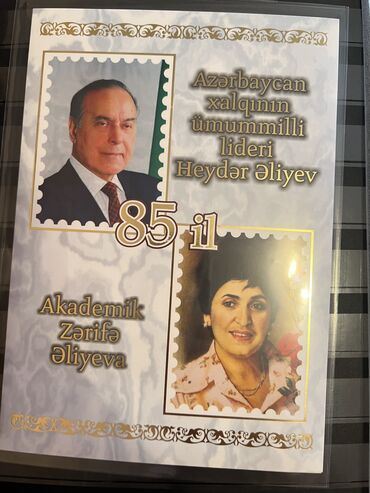 Azərbaycan
xalqının
ümummilli
lideri
Heydər Əliyev
85 il
Akademik
Zərifə
Əliyeva